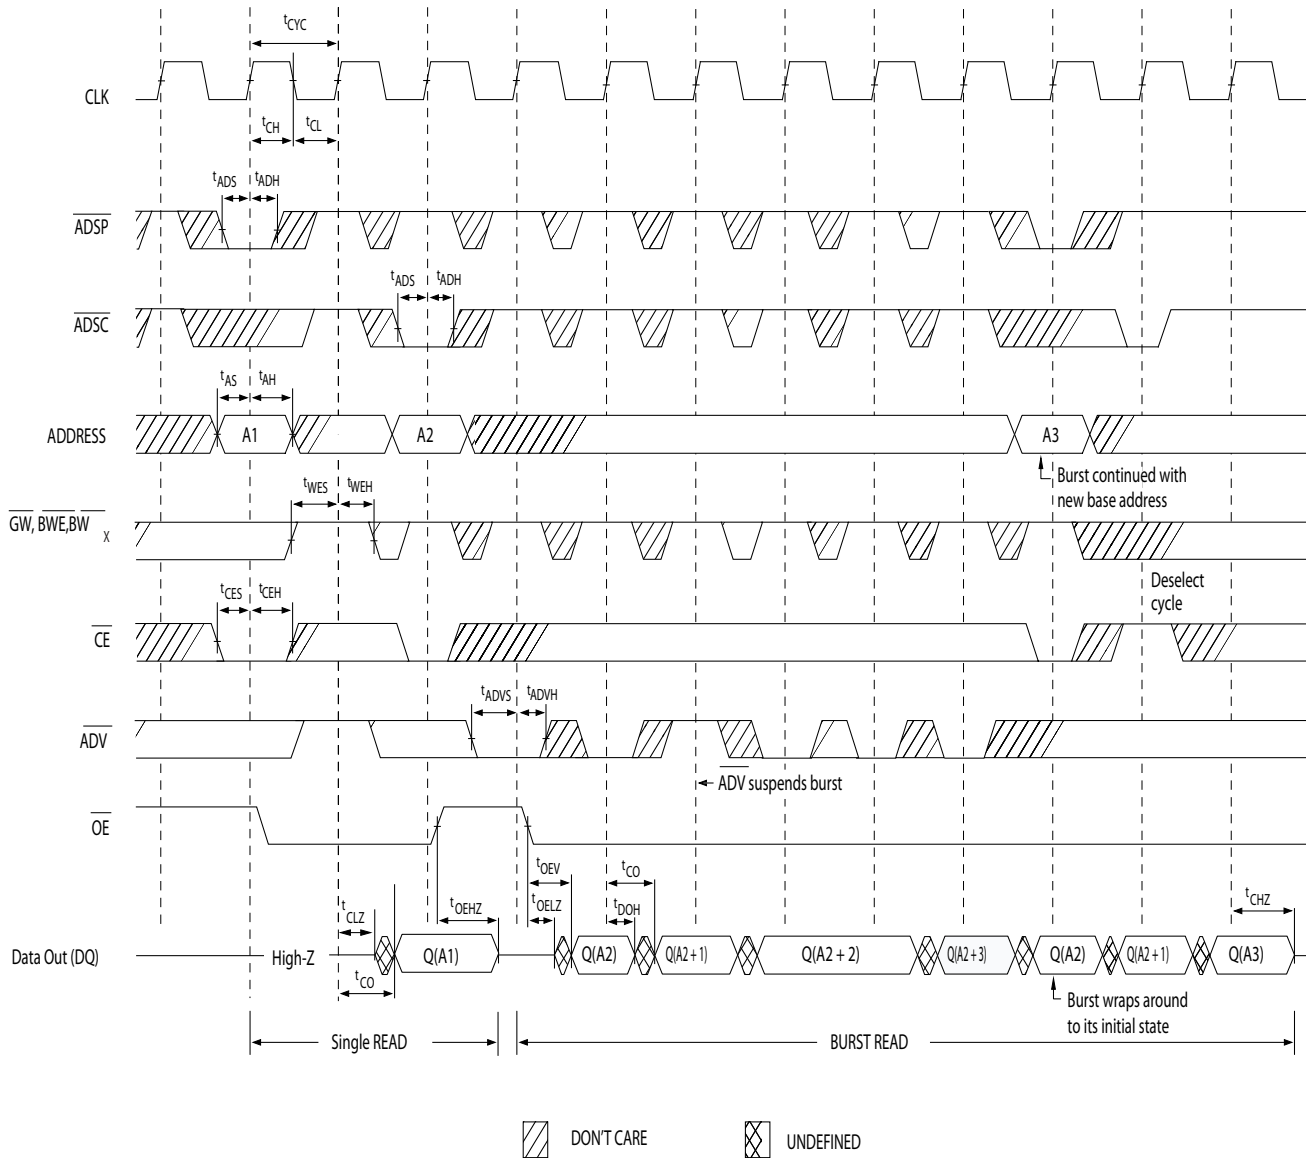 tCYC
CLK
tCH
tCL
tADS
tADH
ADSP
tADS
tADH
ADSC
tAS
tAH
ADDRESS
A1
A2
A3
Burst continued with
new base address
tWES
tWEH
GW, BWE,BW X
Deselect
cycle
tCES
tCEH
CE
tADVS
tADVH
ADV
ADV suspends burst
OE
tOEV
tCO
tCLZ
tOEHZ
tOELZ
tDOH
tCHZ
Data Out (DQ)
High-Z
Q(A1)
Q(A2)
Q(A2+1)
Q(A2 + 2)
Q(A2+3)
Q(A2)
Q(A2+1)
Q(A3)
tCO
Burst wraps around
to its initial state
Single READ
BURST READ
DON'T CARE
UNDEFINED